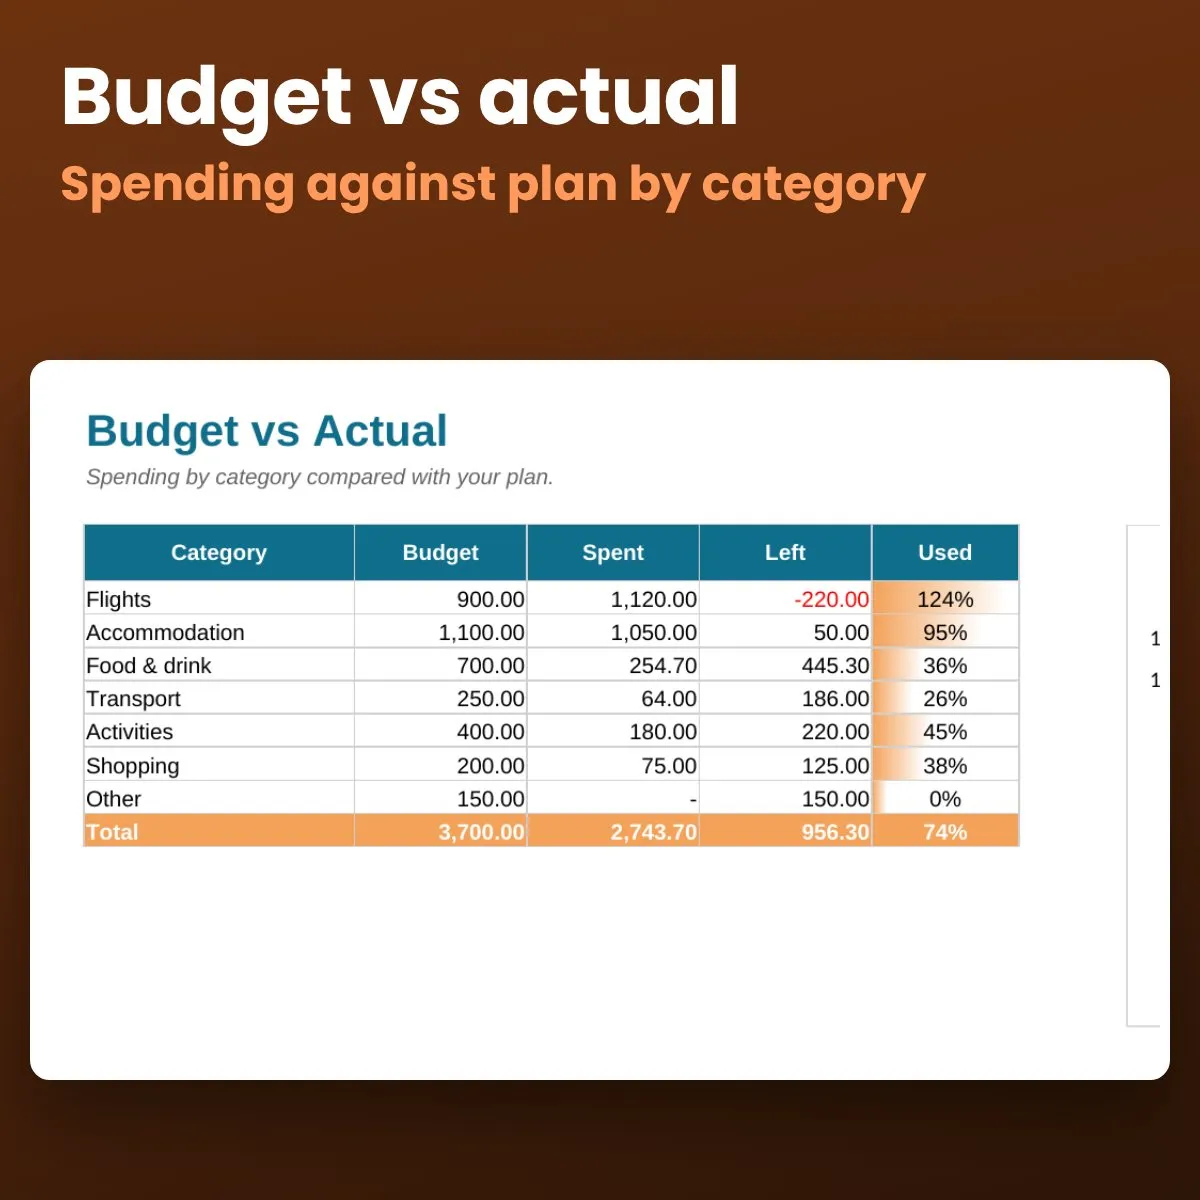 Budget vs actual
Spending against plan by category
Budget vs Actual
Spending by category compared with your plan.
Category Budget Spent Left Used
Flights 900.00 1,120.00 -220.00 124%
Accommodation 1,100.00 1,050.00 50.00 95%
Food & drink 700.00 254.70 445.30 36%
Transport 250.00 64.00 186.00 26%
Activities 400.00 180.00 220.00 45%
Shopping 200.00 75.00 125.00 38%
Other 150.00 - 150.00 0%
Total 3,700.00 2,743.70 956.30 74%
1
1